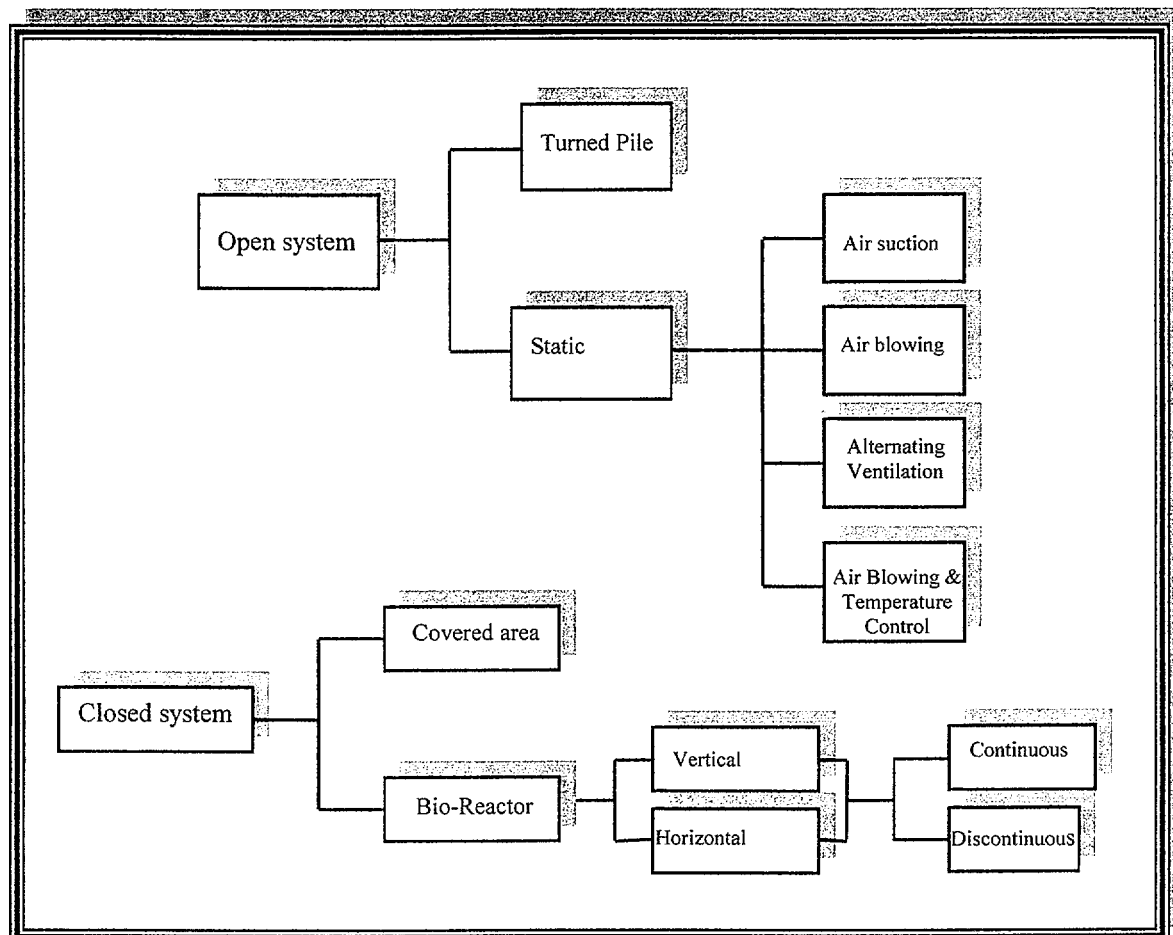 Turned Pile
Open system
Air suction
Static
Air blowing
Alternating
Ventilation
Air Blowing &
Temperature
Control
Covered area
Closed system
Vertical
Continuous
Bio-Reactor
Horizontal
Discontinuous